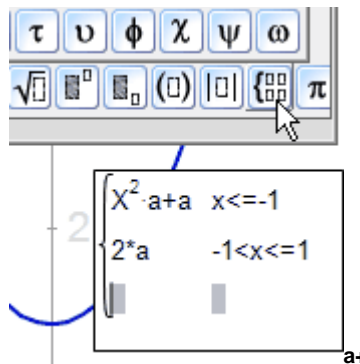 τ υ φ χ ψ ω
√▯ ▯▯ ▯▯ (▯) |▯| {▯▯ π
2
X²·a+a x<=-1
2*a -1<x<=1
a-